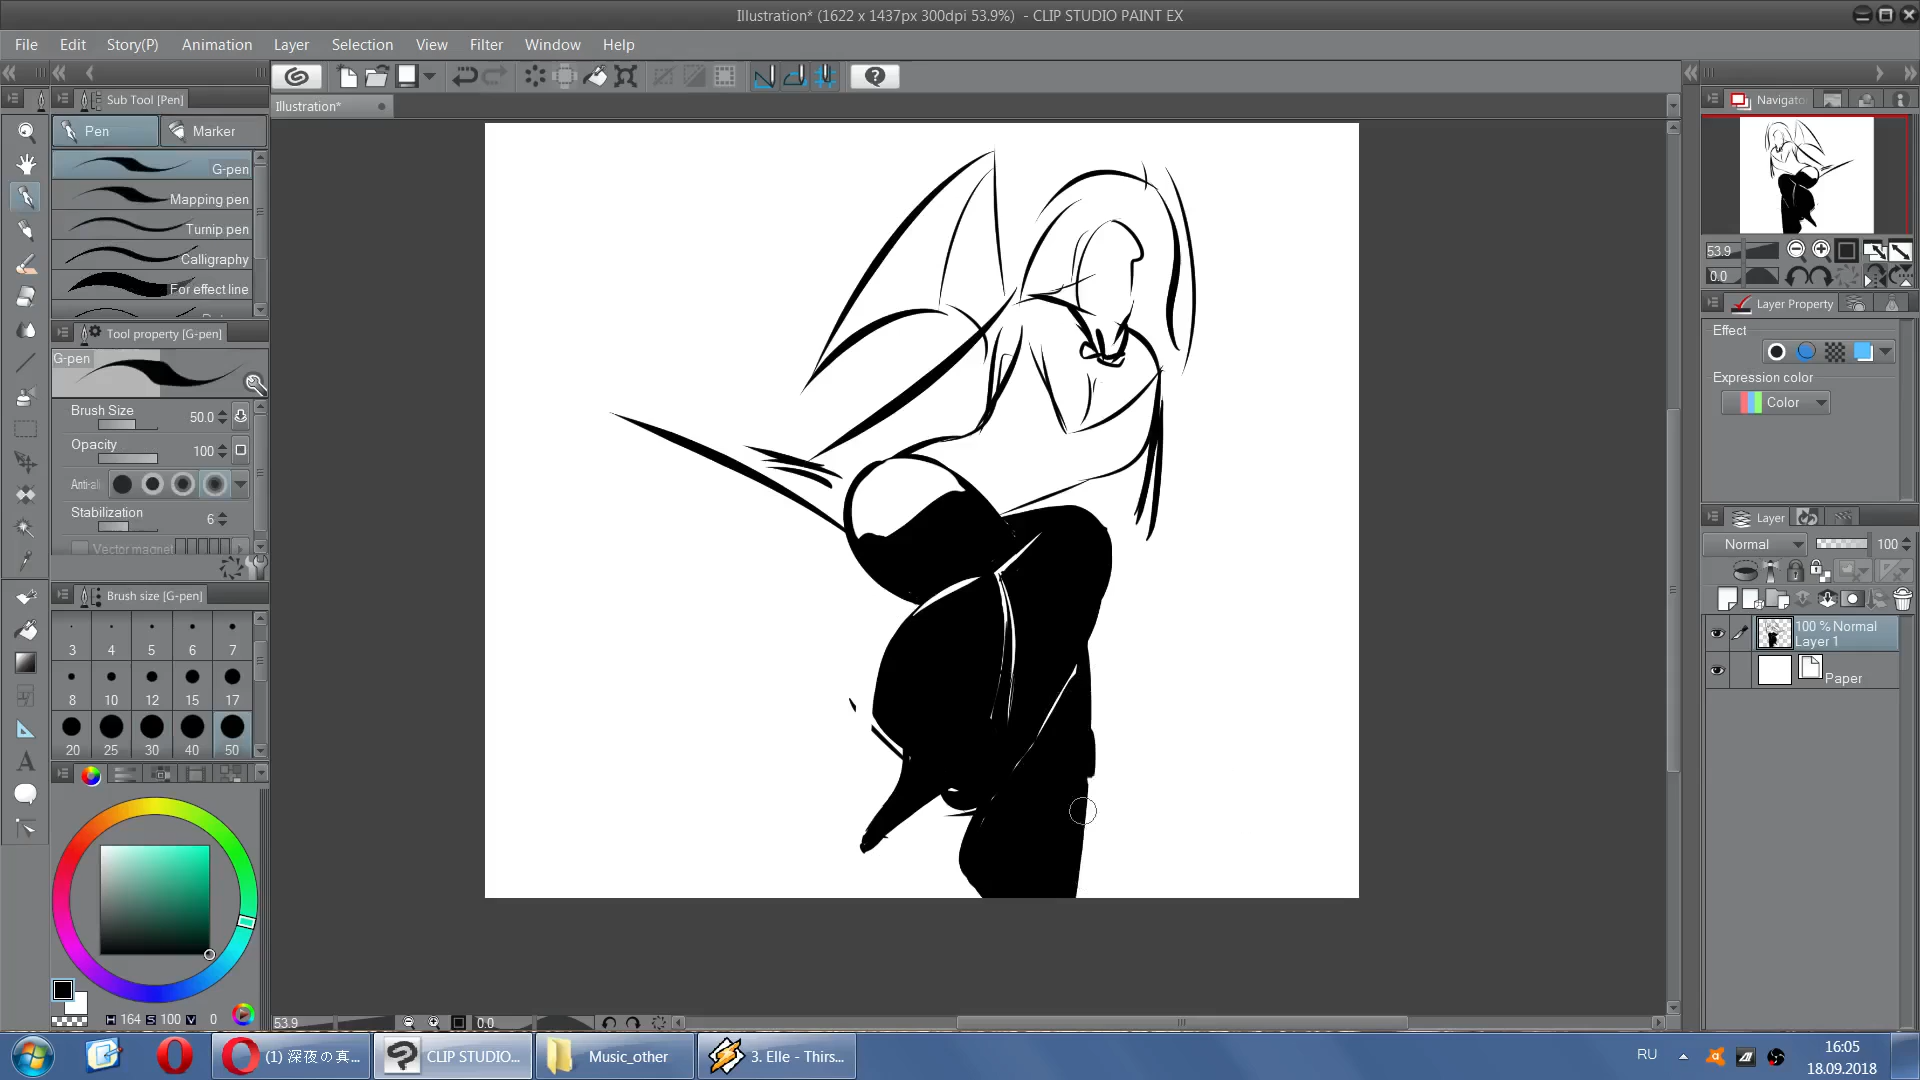 Illustration* (1622 x 1437px 300dpi 53.9%) - CLIP STUDIO PAINT EX
File Edit Story(P) Animation Layer Selection View Filter Window Help
Sub Tool [Pen]
Illustration*
Navigato
Pen Marker
G-pen
Mapping pen
Turnip pen
Calligraphy
For effect line
53.9
0.0
Tool property [G-pen]
Layer Property
G-pen
Effect
Expression color
Color
Brush Size 50.0
Opacity 100
Anti-ali
Stabilization
6
Vector magnet
Layer
Normal 100
Brush size [G-pen]
3 4 5 6 7
8 10 12 15 17
20 25 30 40 50
100 % Normal
Layer 1
Paper
H 164 S 100 V 0
53.9 0.0
(1) 深夜の真...
CLIP STUDIO...
Music_other
3. Elle - Thirs...
RU
16:05
18.09.2018